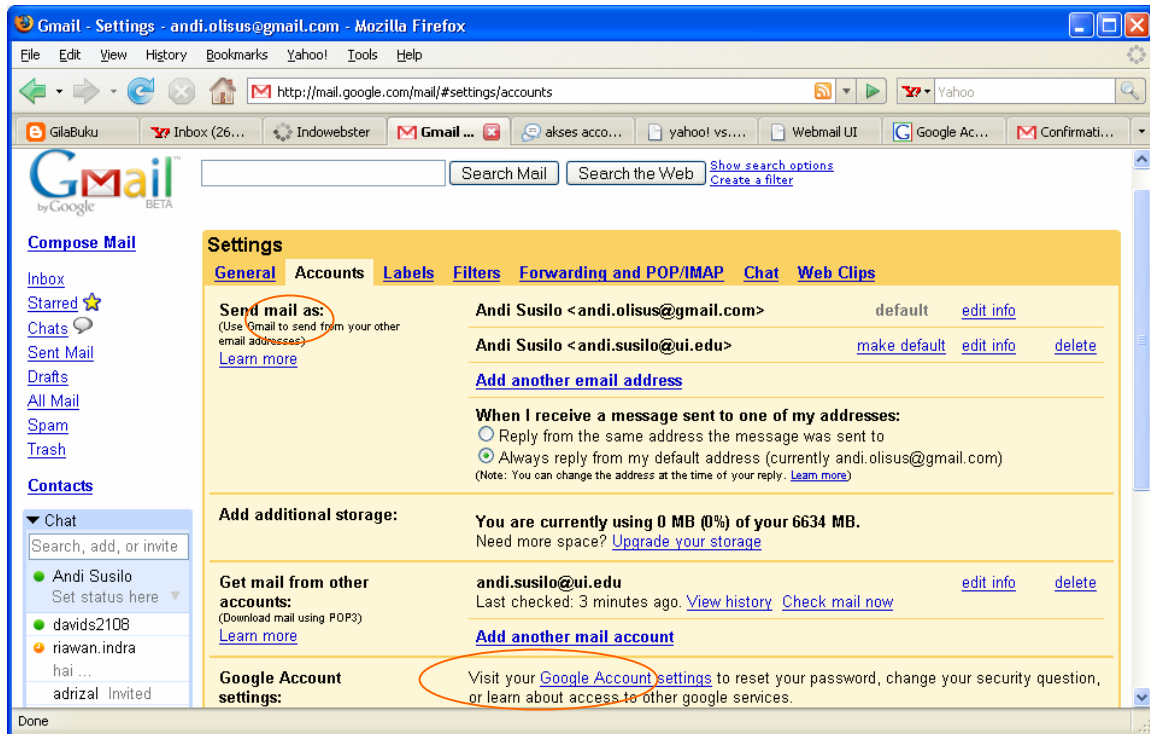 Gmail - Settings - andi.olisus@gmail.com - Mozilla Firefox
File Edit View History Bookmarks Yahoo! Tools Help
http://mail.google.com/mail/#settings/accounts Yahoo
GilaBuku Inbox (26... Indowebster Gmail ... akses acco... yahoo! vs.... Webmail UI Google Ac... Confirmati...
Gmail™
by Google BETA
Search Mail Search the Web Show search options
Create a filter
Compose Mail
Inbox
Starred
Chats
Sent Mail
Drafts
All Mail
Spam
Trash
Contacts
Chat
Search, add, or invite
Andi Susilo
Set status here
davids2108
riawan.indra
hai ...
adrizal Invited
Settings
General Accounts Labels Filters Forwarding and POP/IMAP Chat Web Clips
Send mail as:
(Use Gmail to send from your other
email addresses)
Learn more
Andi Susilo <andi.olisus@gmail.com> default edit info
Andi Susilo <andi.susilo@ui.edu> make default edit info delete
Add another email address
When I receive a message sent to one of my addresses:
Reply from the same address the message was sent to
Always reply from my default address (currently andi.olisus@gmail.com)
(Note: You can change the address at the time of your reply. Learn more)
Add additional storage:
You are currently using 0 MB (0%) of your 6634 MB.
Need more space? Upgrade your storage
Get mail from other
accounts:
(Download mail using POP3)
Learn more
andi.susilo@ui.edu edit info delete
Last checked: 3 minutes ago. View history Check mail now
Add another mail account
Google Account
settings:
Visit your Google Account settings to reset your password, change your security question,
or learn about access to other google services.
Done